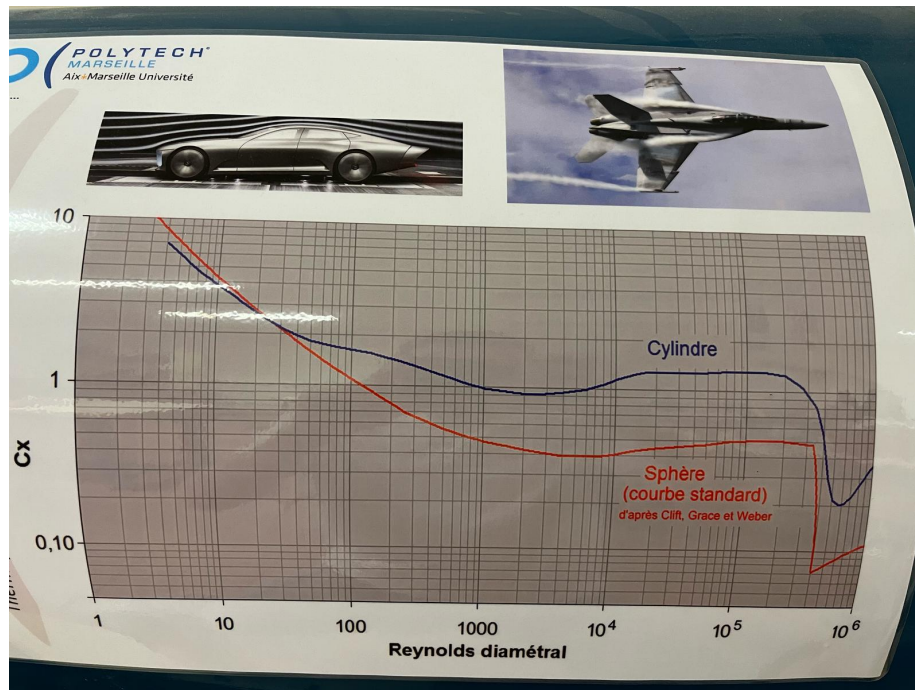 POLYTECH
MARSEILLE
Aix*Marseille Université
10
1
0,10
Cx
Cylindre
Sphère
(courbe standard)
d'après Clift, Grace et Weber
1
10
100
1000
10⁴
10⁵
10⁶
Reynolds diamétral